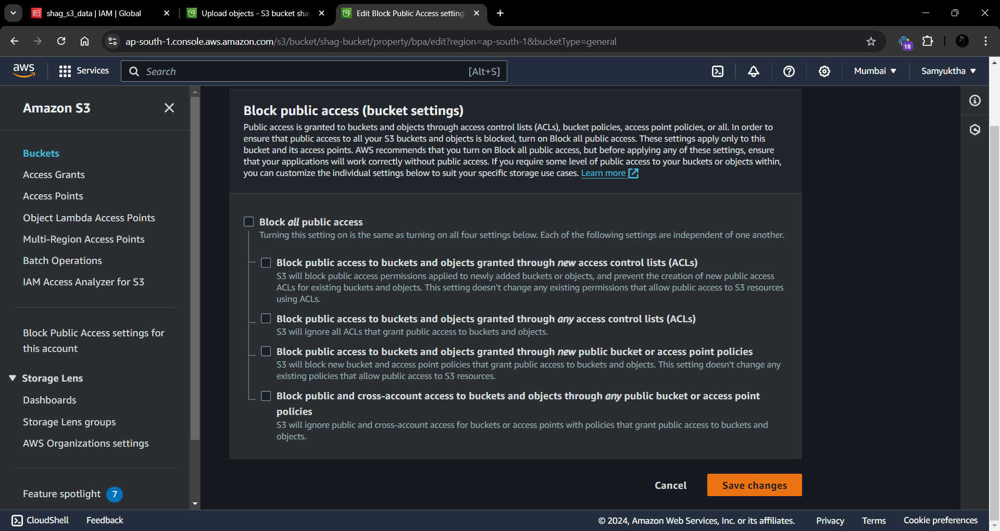 shag_s3_data | IAM | Global
Upload objects - S3 bucket sha
Edit Block Public Access setting
ap-south-1.console.aws.amazon.com/s3/bucket/shag-bucket/property/bpa/edit?region=ap-south-1&bucketType=general
18
aws
Services
Search
[Alt+S]
Mumbai
Samyuktha
Amazon S3
Buckets
Access Grants
Access Points
Object Lambda Access Points
Multi-Region Access Points
Batch Operations
IAM Access Analyzer for S3
Block Public Access settings for
this account
Storage Lens
Dashboards
Storage Lens groups
AWS Organizations settings
Feature spotlight 7
Block public access (bucket settings)
Public access is granted to buckets and objects through access control lists (ACLs), bucket policies, access point policies, or all. In order to
ensure that public access to all your S3 buckets and objects is blocked, turn on Block all public access. These settings apply only to this
bucket and its access points. AWS recommends that you turn on Block all public access, but before applying any of these settings, ensure
that your applications will work correctly without public access. If you require some level of public access to your buckets or objects within,
you can customize the individual settings below to suit your specific storage use cases. Learn more
Block all public access
Turning this setting on is the same as turning on all four settings below. Each of the following settings are independent of one another.
Block public access to buckets and objects granted through new access control lists (ACLs)
S3 will block public access permissions applied to newly added buckets or objects, and prevent the creation of new public access
ACLs for existing buckets and objects. This setting doesn't change any existing permissions that allow public access to S3 resources
using ACLs.
Block public access to buckets and objects granted through any access control lists (ACLs)
S3 will ignore all ACLs that grant public access to buckets and objects.
Block public access to buckets and objects granted through new public bucket or access point policies
S3 will block new bucket and access point policies that grant public access to buckets and objects. This setting doesn't change any
existing policies that allow public access to S3 resources.
Block public and cross-account access to buckets and objects through any public bucket or access point
policies
S3 will ignore public and cross-account access for buckets or access points with policies that grant public access to buckets and
objects.
Cancel
Save changes
CloudShell
Feedback
© 2024, Amazon Web Services, Inc. or its affiliates.
Privacy
Terms
Cookie preferences